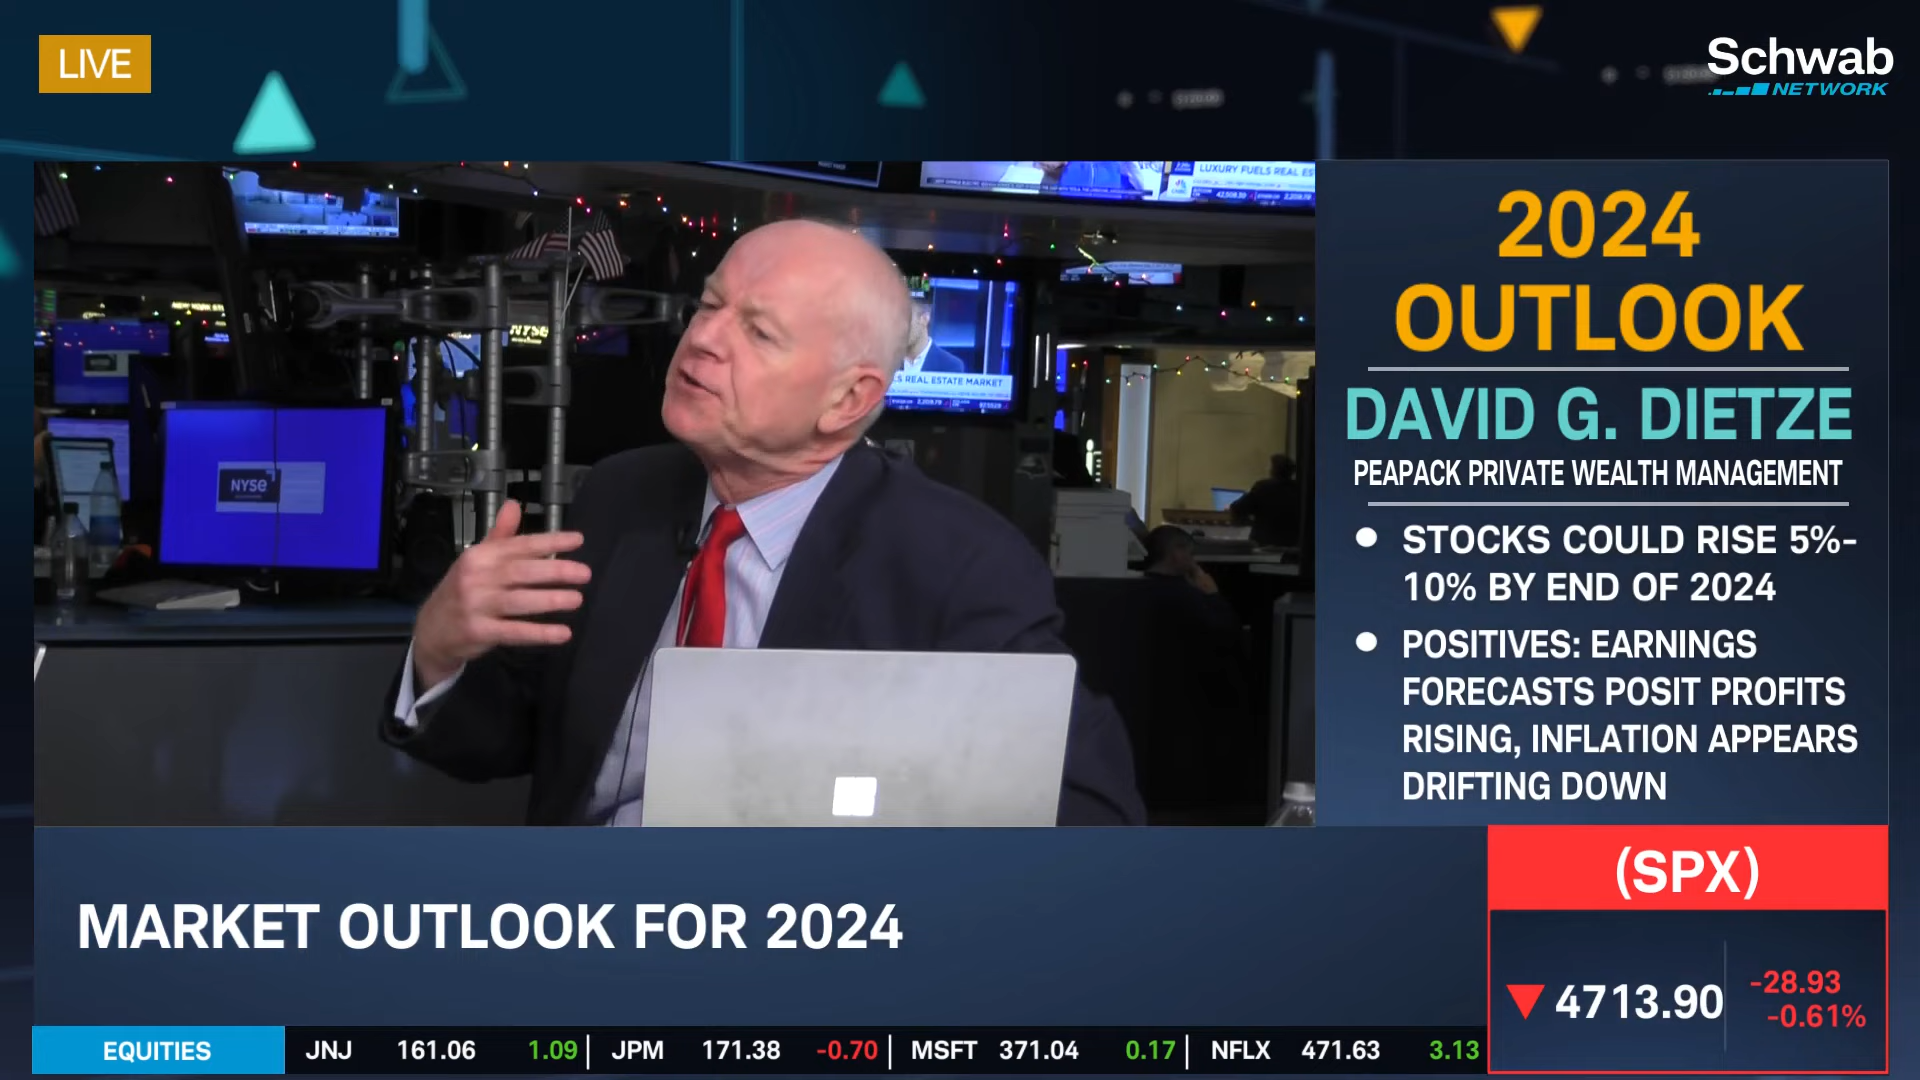 LIVE
Schwab
NETWORK
LUXURY FUELS REAL ES
NYSE
LS REAL ESTATE MARKET
NYSE
2024
OUTLOOK
DAVID G. DIETZE
PEAPACK PRIVATE WEALTH MANAGEMENT
STOCKS COULD RISE 5%-
10% BY END OF 2024
POSITIVES: EARNINGS
FORECASTS POSIT PROFITS
RISING, INFLATION APPEARS
DRIFTING DOWN
MARKET OUTLOOK FOR 2024
(SPX)
4713.90
-28.93
-0.61%
EQUITIES JNJ 161.06 1.09 JPM 171.38 -0.70 MSFT 371.04 0.17 NFLX 471.63 3.13